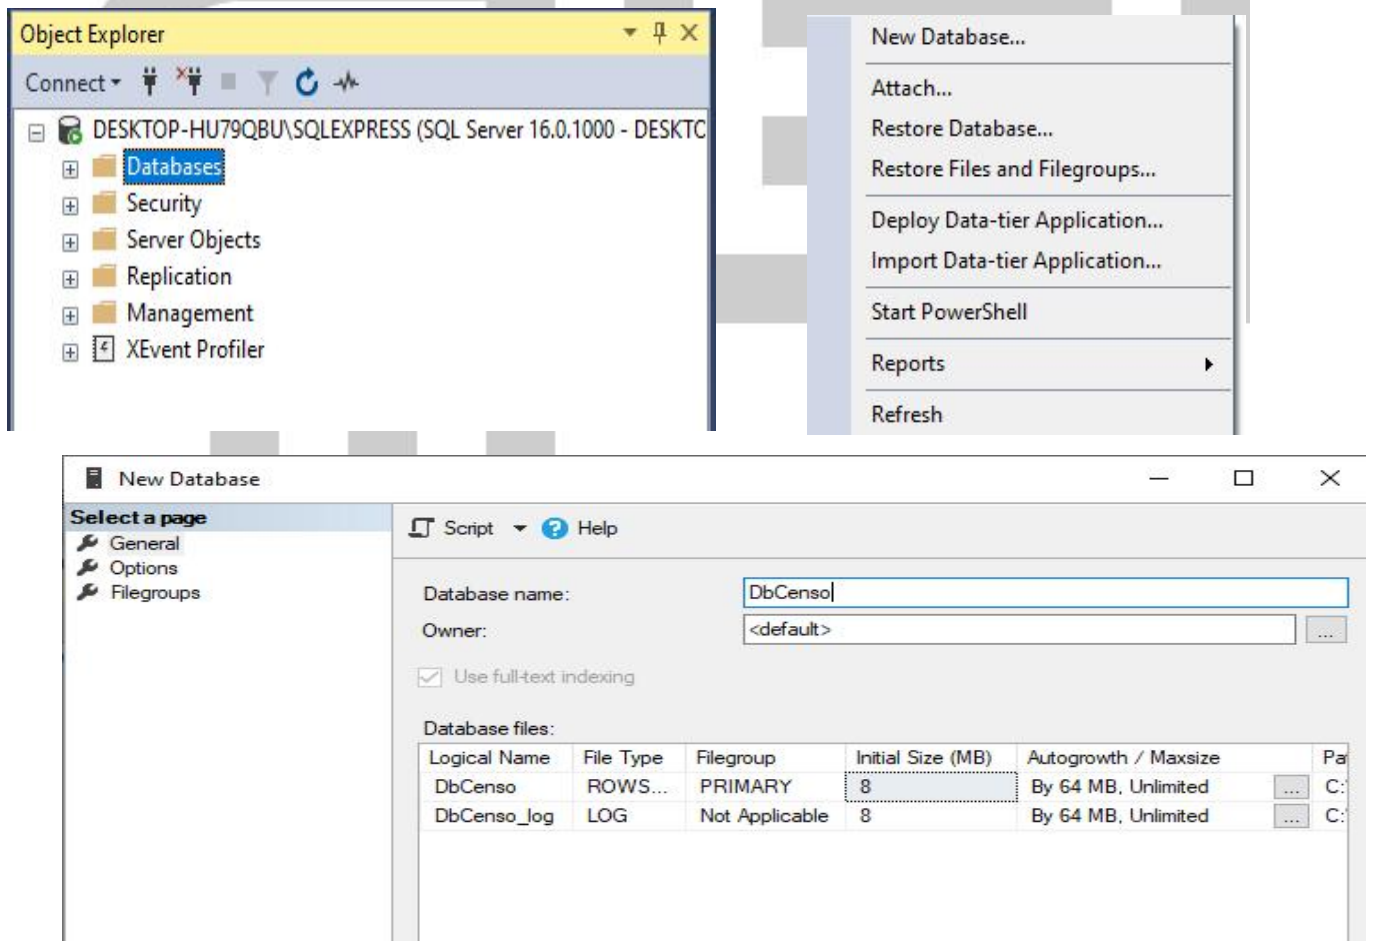 Object Explorer
Connect
DESKTOP-HU79QBU\SQLEXPRESS (SQL Server 16.0.1000 - DESKTO
Databases
Security
Server Objects
Replication
Management
XEvent Profiler
New Database...
Attach...
Restore Database...
Restore Files and Filegroups...
Deploy Data-tier Application...
Import Data-tier Application...
Start PowerShell
Reports
Refresh
New Database
Select a page
General
Options
Filegroups
Script Help
Database name: DbCenso
Owner: <default> ...
Use full-text indexing
Database files:
Logical Name File Type Filegroup Initial Size (MB) Autogrowth / Maxsize Pa
DbCenso ROWS... PRIMARY 8 By 64 MB, Unlimited ... C:
DbCenso_log LOG Not Applicable 8 By 64 MB, Unlimited ... C: